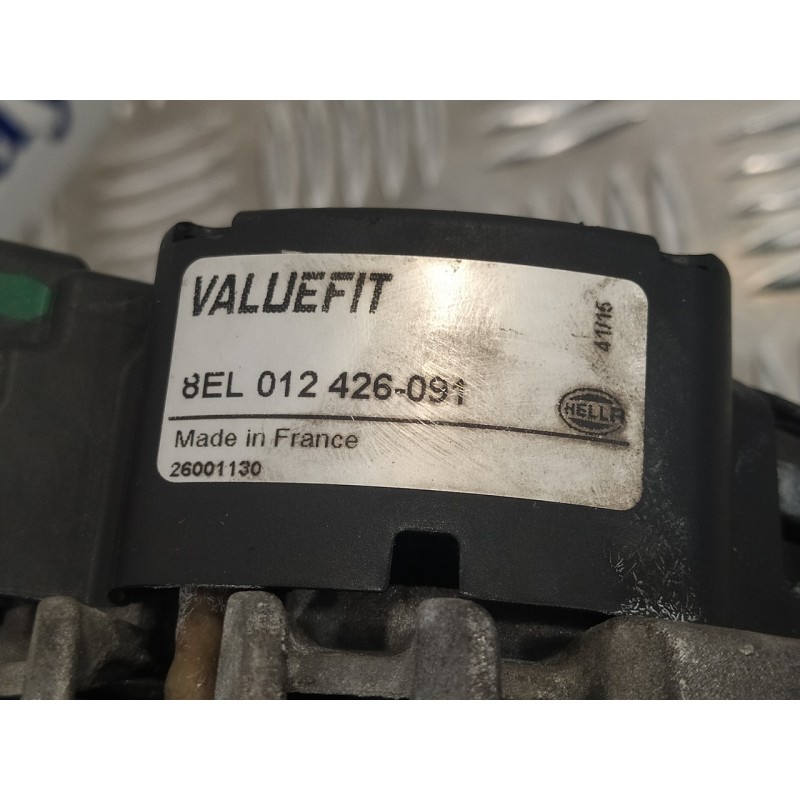 VALUEFIT
41/15
8EL 012 426-091
HELLA
Made in France
26001130